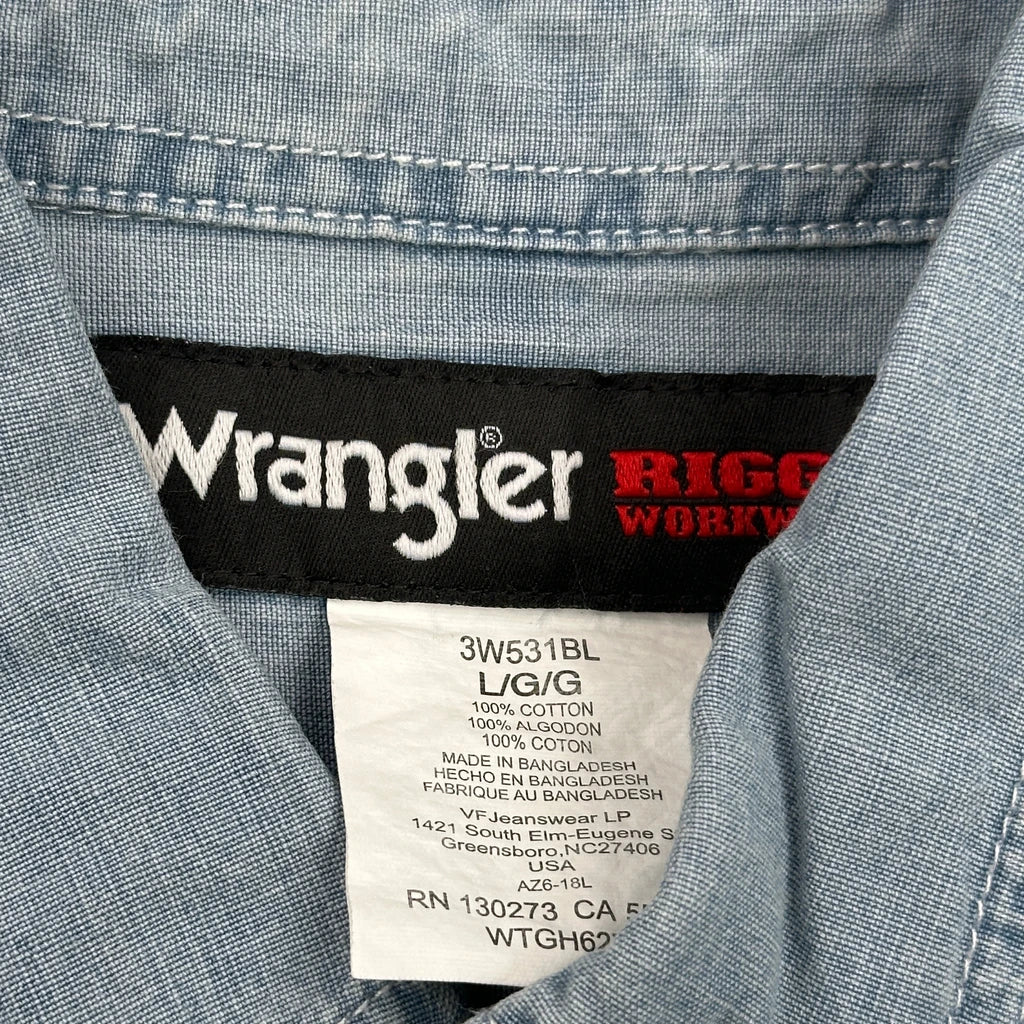 Wrangler®
RIGG
WORKW
3W531BL
L/G/G
100% COTTON
100% ALGODON
100% COTON
MADE IN BANGLADESH
HECHO EN BANGLADESH
FABRIQUE AU BANGLADESH
VFJeanswear LP
1421 South Elm-Eugene S
Greensboro,NC27406
USA
AZ6-18L
RN 130273 CA
WTGH62